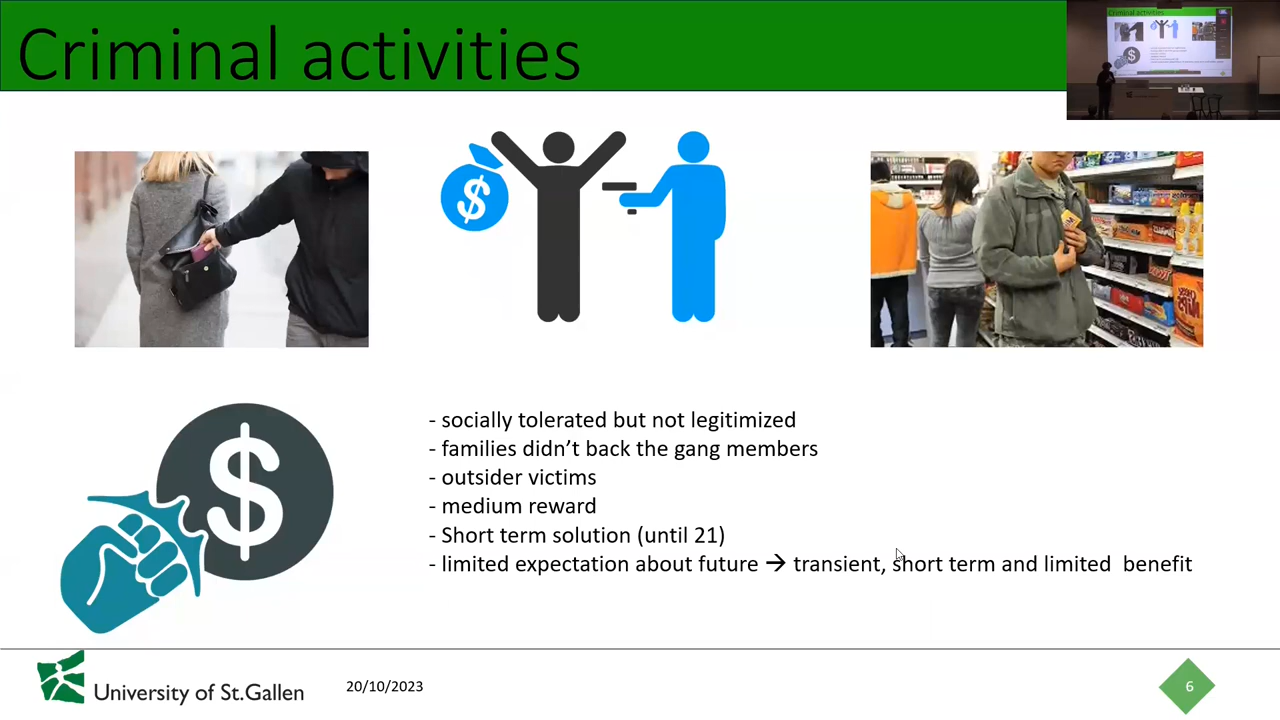 Criminal activities
Criminal activities
$
$
- socially tolerated but not legitimized
- families didn’t back the gang members
- outsider victims
- medium reward
- Short term solution (until 21)
- limited expectation about future → transient, short term and limited  benefit
University of St.Gallen
20/10/2023
6